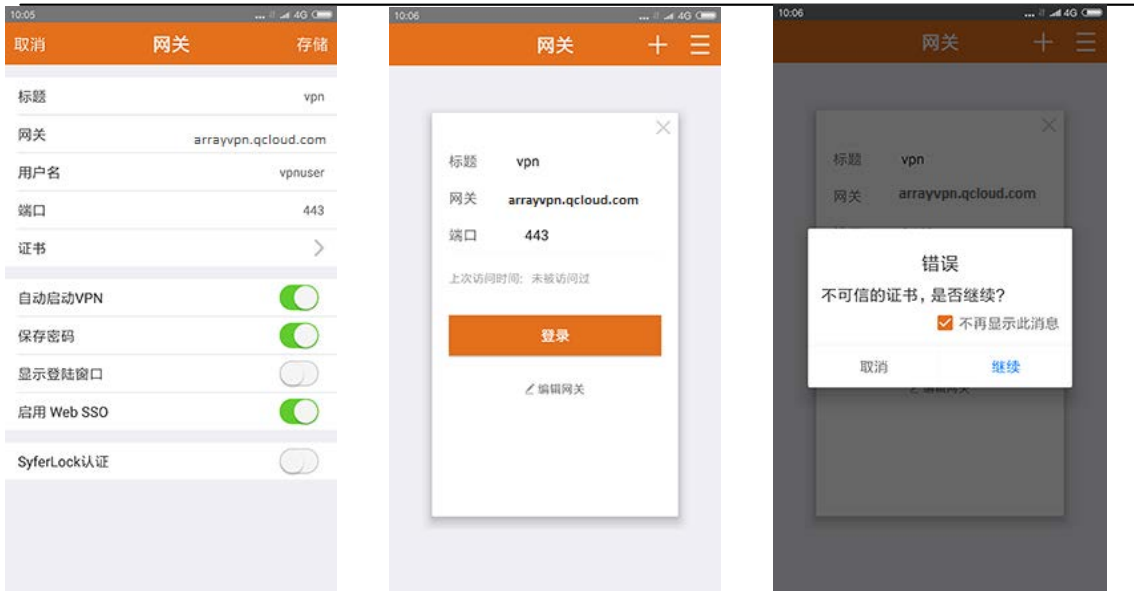 10:05
... 4G
取消 网关 存储
标题 vpn
网关 arrayvpn.qcloud.com
用户名 vpnuser
端口 443
证书
自动启动VPN
保存密码
显示登陆窗口
启用 Web SSO
SyferLock认证
10:06
... 4G
网关
标题 vpn
网关 arrayvpn.qcloud.com
端口 443
上次访问时间: 未被访问过
登录
编辑网关
10:06
... 4G
网关
标题 vpn
网关 arrayvpn.qcloud.com
错误
不可信的证书, 是否继续?
不再显示此消息
取消 继续